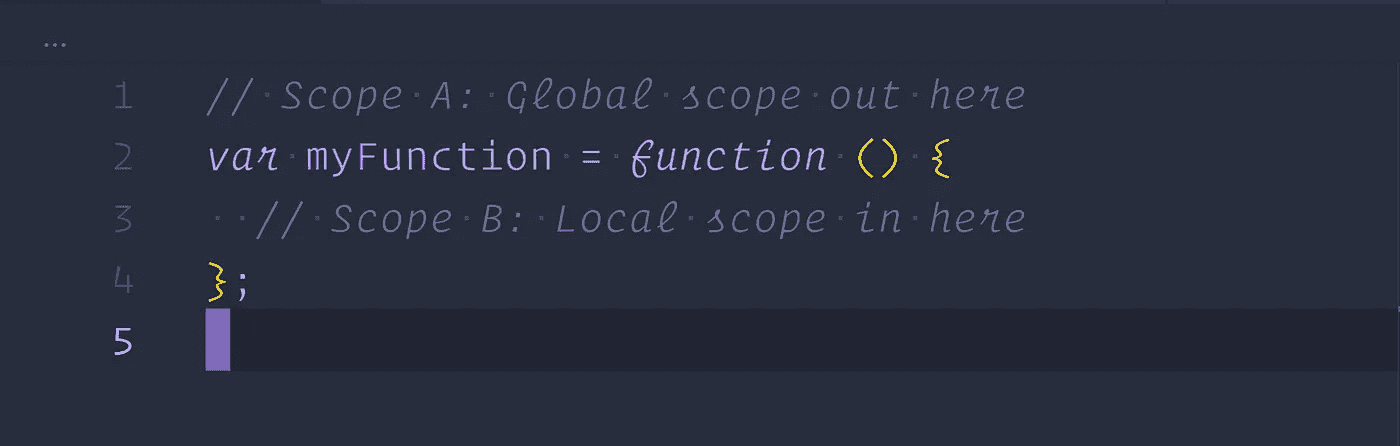 ...
1 // Scope A: Global scope out here
2 var myFunction = function () {
3   // Scope B: Local scope in here
4 };
5